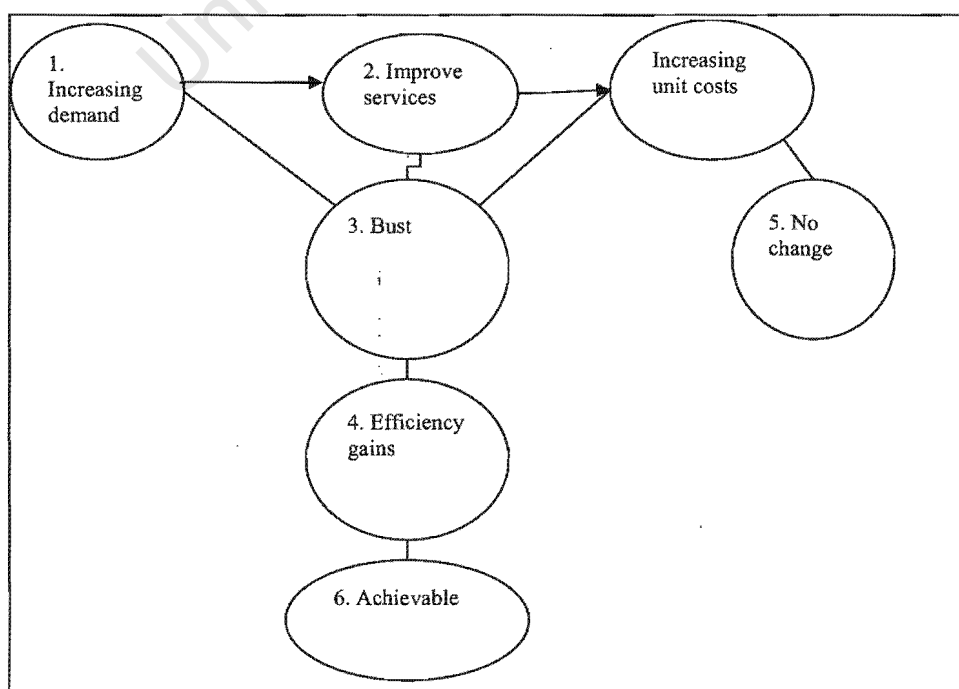 1.
Increasing
demand
2. Improve
services
Increasing
unit costs
3. Bust
5. No
change
4. Efficiency
gains
6. Achievable